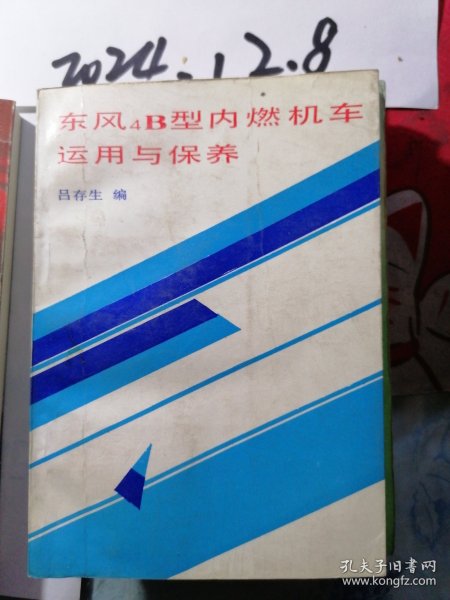 2024.12.8
东风4B型内燃机车
运用与保养
吕存生 编
孔夫子旧书网
www.kongfz.com